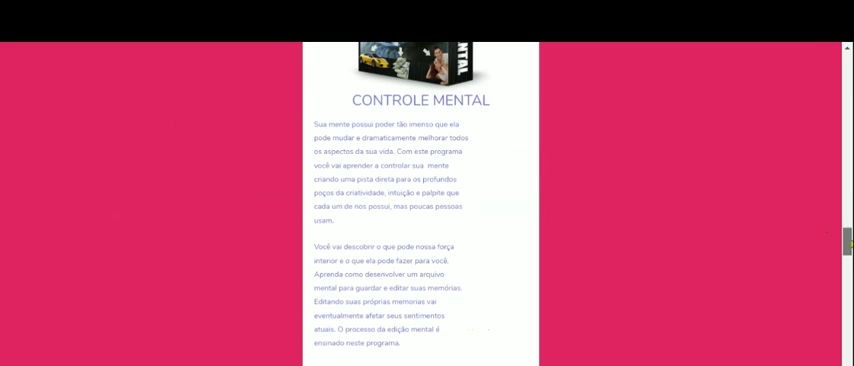 NTAL
CONTROLE MENTAL
Sua mente possui poder tão imenso que ela
pode mudar e dramaticamente melhorar todos
os aspectos da sua vida. Com este programa
você vai aprender a controlar sua mente
criando uma pista direta para os profundos
poços da criatividade, intuição e palpite que
cada um de nos possui, mas poucas pessoas
usam.
Você vai descobrir o que pode nossa força
interior e o que ela pode fazer para você.
Aprenda como desenvolver um arquivo
mental para guardar e editar suas memórias.
Editando suas próprias memorias vai
eventualmente afetar seus sentimentos
atuais. O processo da edição mental é
ensinado neste programa.